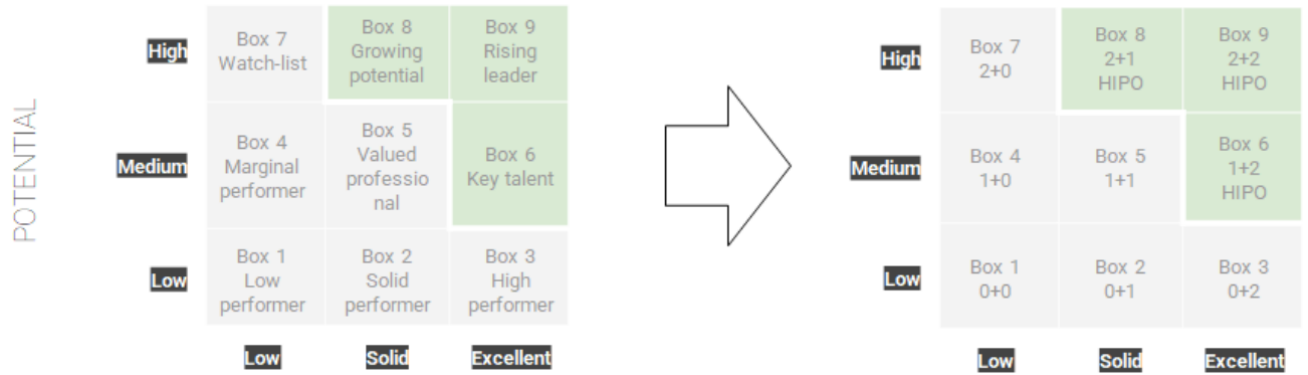 POTENTIAL
High
Box 7
Watch-list
Box 8
Growing
potential
Box 9
Rising
leader
Medium
Box 4
Marginal
performer
Box 5
Valued
professio
nal
Box 6
Key talent
Low
Box 1
Low
performer
Box 2
Solid
performer
Box 3
High
performer
Low
Solid
Excellent
High
Box 7
2+0
Box 8
2+1
HIPO
Box 9
2+2
HIPO
Medium
Box 4
1+0
Box 5
1+1
Box 6
1+2
HIPO
Low
Box 1
0+0
Box 2
0+1
Box 3
0+2
Low
Solid
Excellent